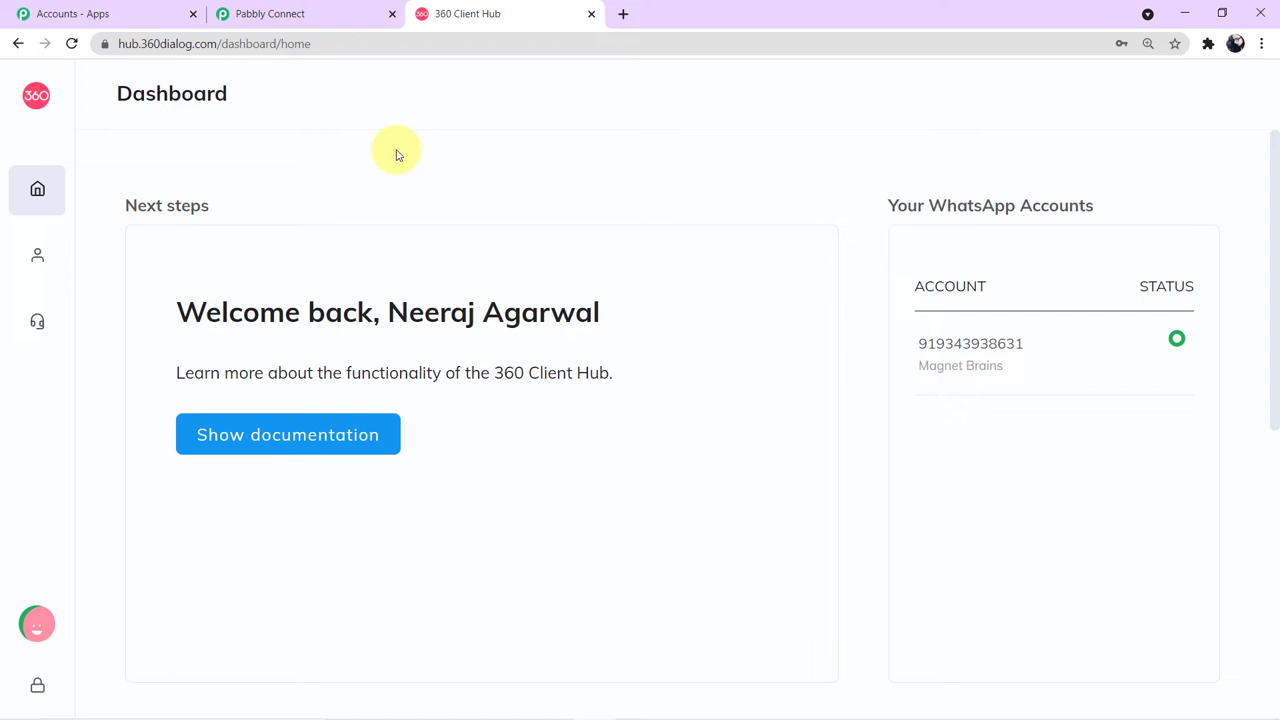 Accounts - Apps
Pabbly Connect
360 Client Hub
hub.360dialog.com/dashboard/home
360
Dashboard
Next steps
Your WhatsApp Accounts
Welcome back, Neeraj Agarwal
Learn more about the functionality of the 360 Client Hub.
Show documentation
ACCOUNT STATUS
919343938631
Magnet Brains